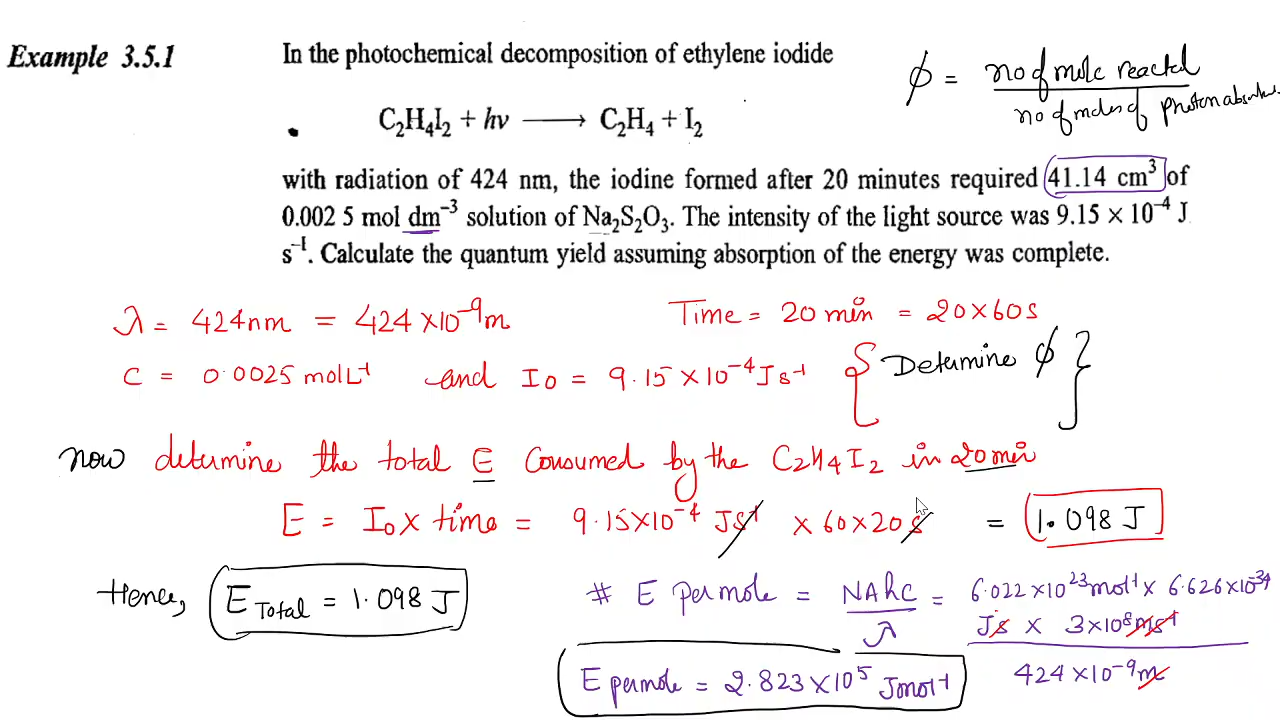 Example 3.5.1
In the photochemical decomposition of ethylene iodide
ϕ = no of mole reacted / no of moles of photon absorbed
C₂H₄I₂ + hν ⟶ C₂H₄ + I₂
with radiation of 424 nm, the iodine formed after 20 minutes required 41.14 cm³ of
0.002 5 mol dm⁻³ solution of Na₂S₂O₃. The intensity of the light source was 9.15 × 10⁻⁴ J
s⁻¹. Calculate the quantum yield assuming absorption of the energy was complete.
λ = 424nm = 424 × 10⁻⁹m
Time = 20 min = 20×60s
C = 0.0025 mol L⁻¹ and I₀ = 9.15 × 10⁻⁴ J s⁻¹ { Determine ϕ }
Now determine the total E consumed by the C₂H₄I₂ in 20 min
E = I₀ × time = 9.15×10⁻⁴ Js⁻¹ × 60×20s = 1.098 J
Hence, E Total = 1.098 J
# E per mole = NAhc / λ = 6.022 × 10²³ mol⁻¹ × 6.626×10⁻³⁴
Js × 3×10⁸ ms⁻¹
424 × 10⁻⁹ m
E per mole = 2.823 × 10⁵ J mol⁻¹